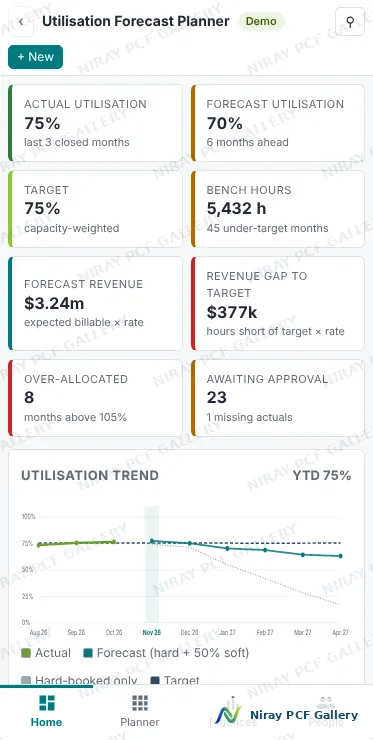 Utilisation Forecast Planner Demo
+ New
ACTUAL UTILISATION
75%
last 3 closed months
FORECAST UTILISATION
70%
6 months ahead
TARGET
75%
capacity-weighted
BENCH HOURS
5,432 h
45 under-target months
FORECAST REVENUE
$3.24m
expected billable × rate
REVENUE GAP TO
TARGET
$377k
hours short of target × rate
OVER-ALLOCATED
8
months above 105%
AWAITING APPROVAL
23
1 missing actuals
UTILISATION TREND
YTD 75%
100%
75%
50%
25%
0%
Aug 26 Sep 26 Oct 26 Nov 26 Dec 26 Jan 27 Feb 27 Mar 27 Apr 27
Actual Forecast (hard + 50% soft)
Hard-booked only Target
Home Planner People
Niray PCF Gallery
NIRAY PCF GALLERY